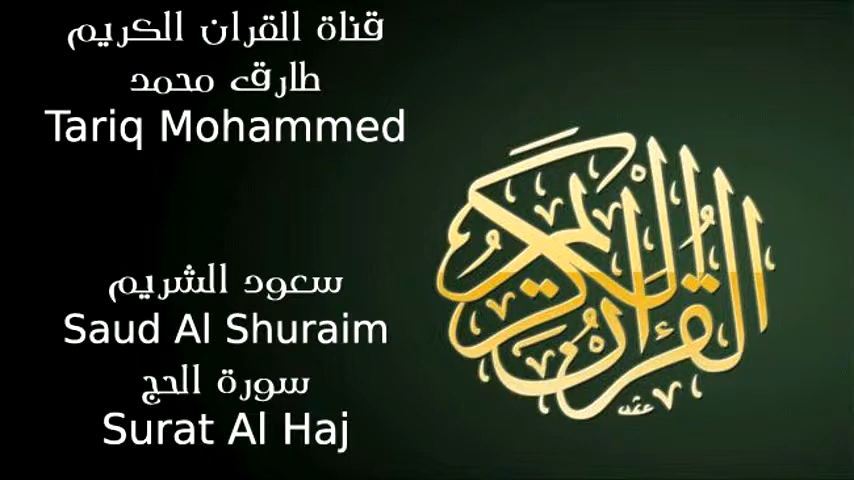 قناة القران الكريم
طارق محمد
Tariq Mohammed
سعود الشريم
Saud Al Shuraim
سورة الحج
Surat Al Haj
القرآن الكريم